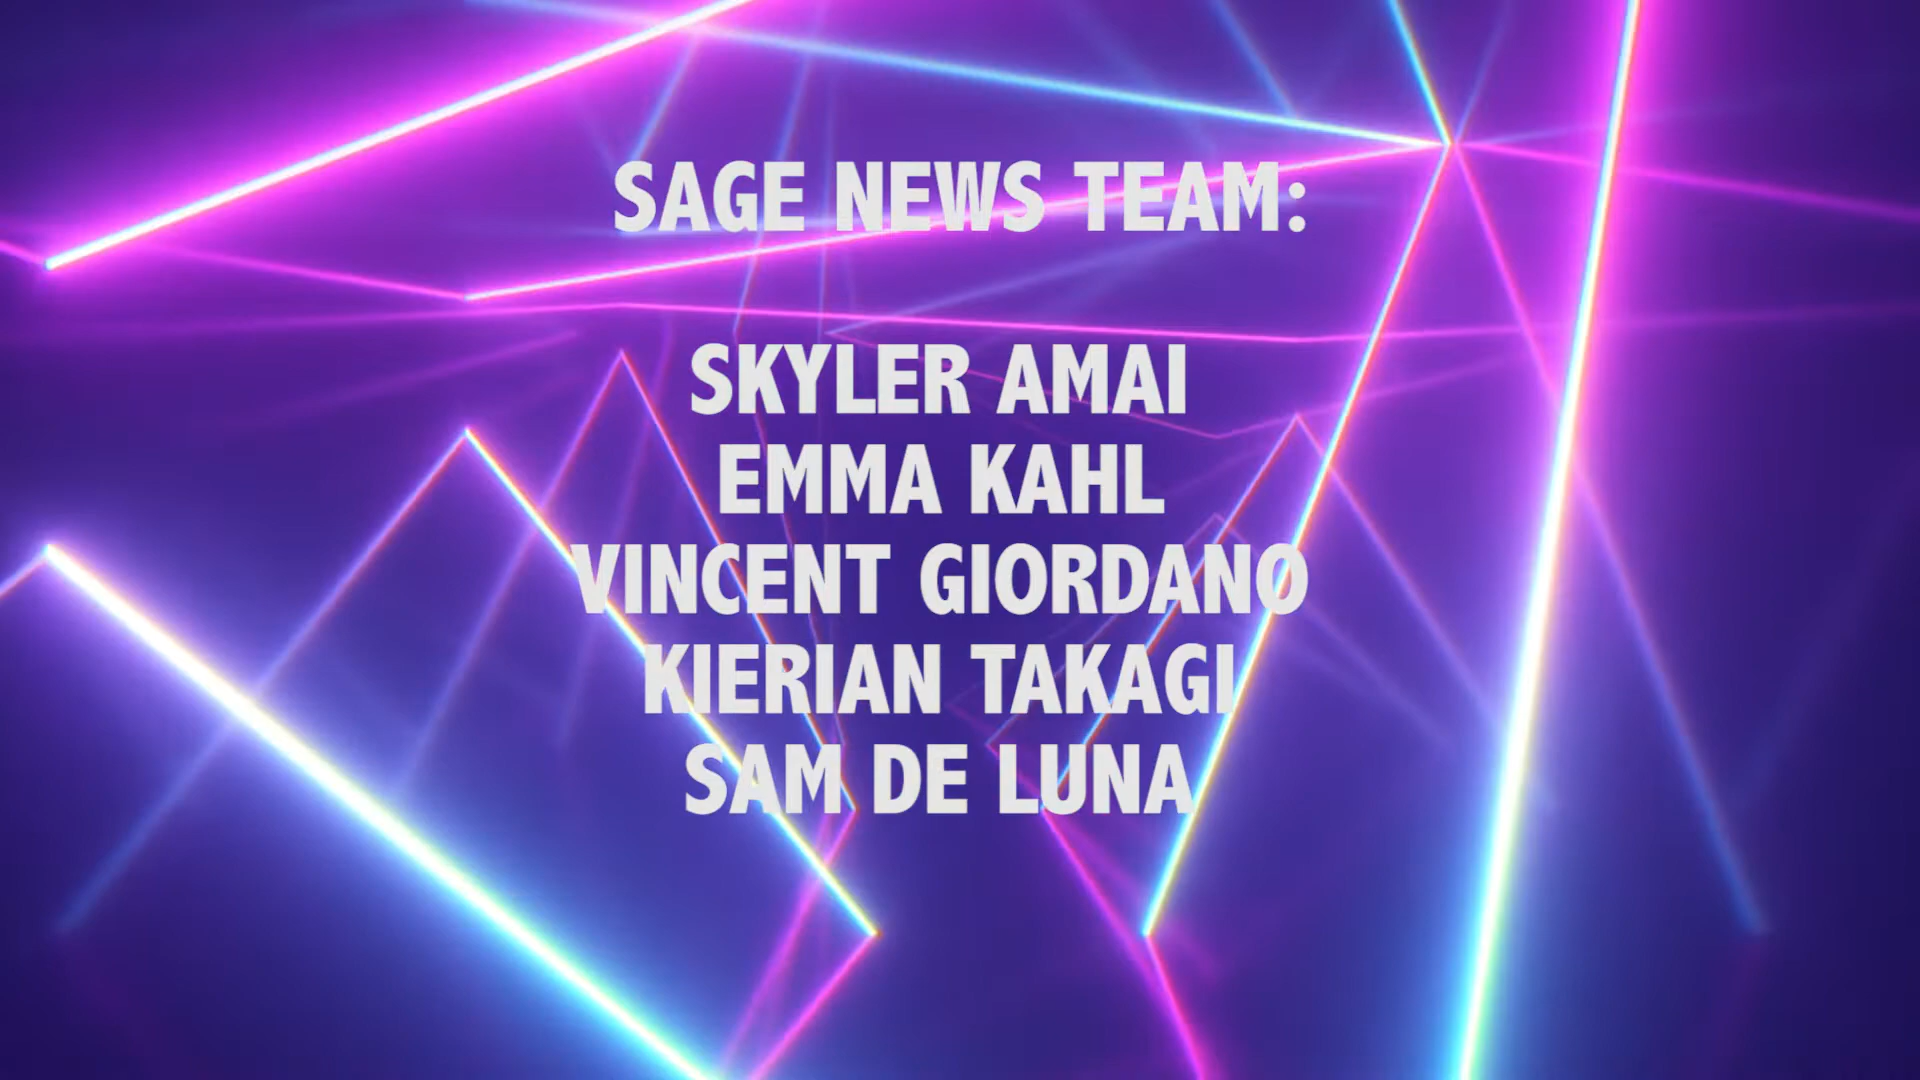 SAGE NEWS TEAM:
SKYLER AMAI
EMMA KAHL
VINCENT GIORDANO
KIERIAN TAKAGI
SAM DE LUNA